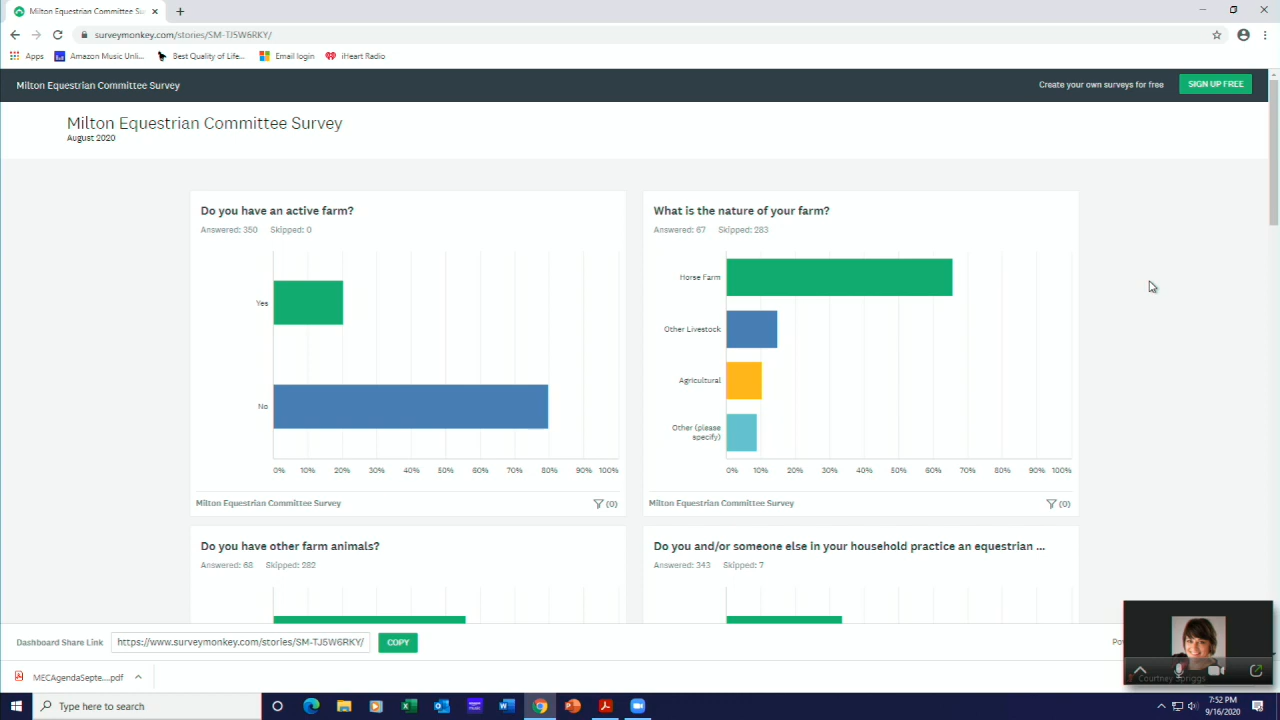 Milton Equestrian Committee Su
surveymonkey.com/stories/SM-TJ5W6RKY/
Apps Amazon Music Unli... Best Quality of Life... Email login iHeart Radio
Milton Equestrian Committee Survey Create your own surveys for free SIGN UP FREE
Milton Equestrian Committee Survey
August 2020
Do you have an active farm?
Answered: 350 Skipped: 0
Yes
No
0% 10% 20% 30% 40% 50% 60% 70% 80% 90% 100%
Milton Equestrian Committee Survey (0)
What is the nature of your farm?
Answered: 67 Skipped: 283
Horse Farm
Other Livestock
Agricultural
Other (please
specify)
0% 10% 20% 30% 40% 50% 60% 70% 80% 90% 100%
Milton Equestrian Committee Survey (0)
Do you have other farm animals?
Answered: 68 Skipped: 282
Do you and/or someone else in your household practice an equestrian ...
Answered: 343 Skipped: 7
Dashboard Share Link https://www.surveymonkey.com/stories/SM-TJ5W6RKY/ COPY
Courtney Spriggs
MECAgendaSepte....pdf
Type here to search
7:52 PM
9/16/2020